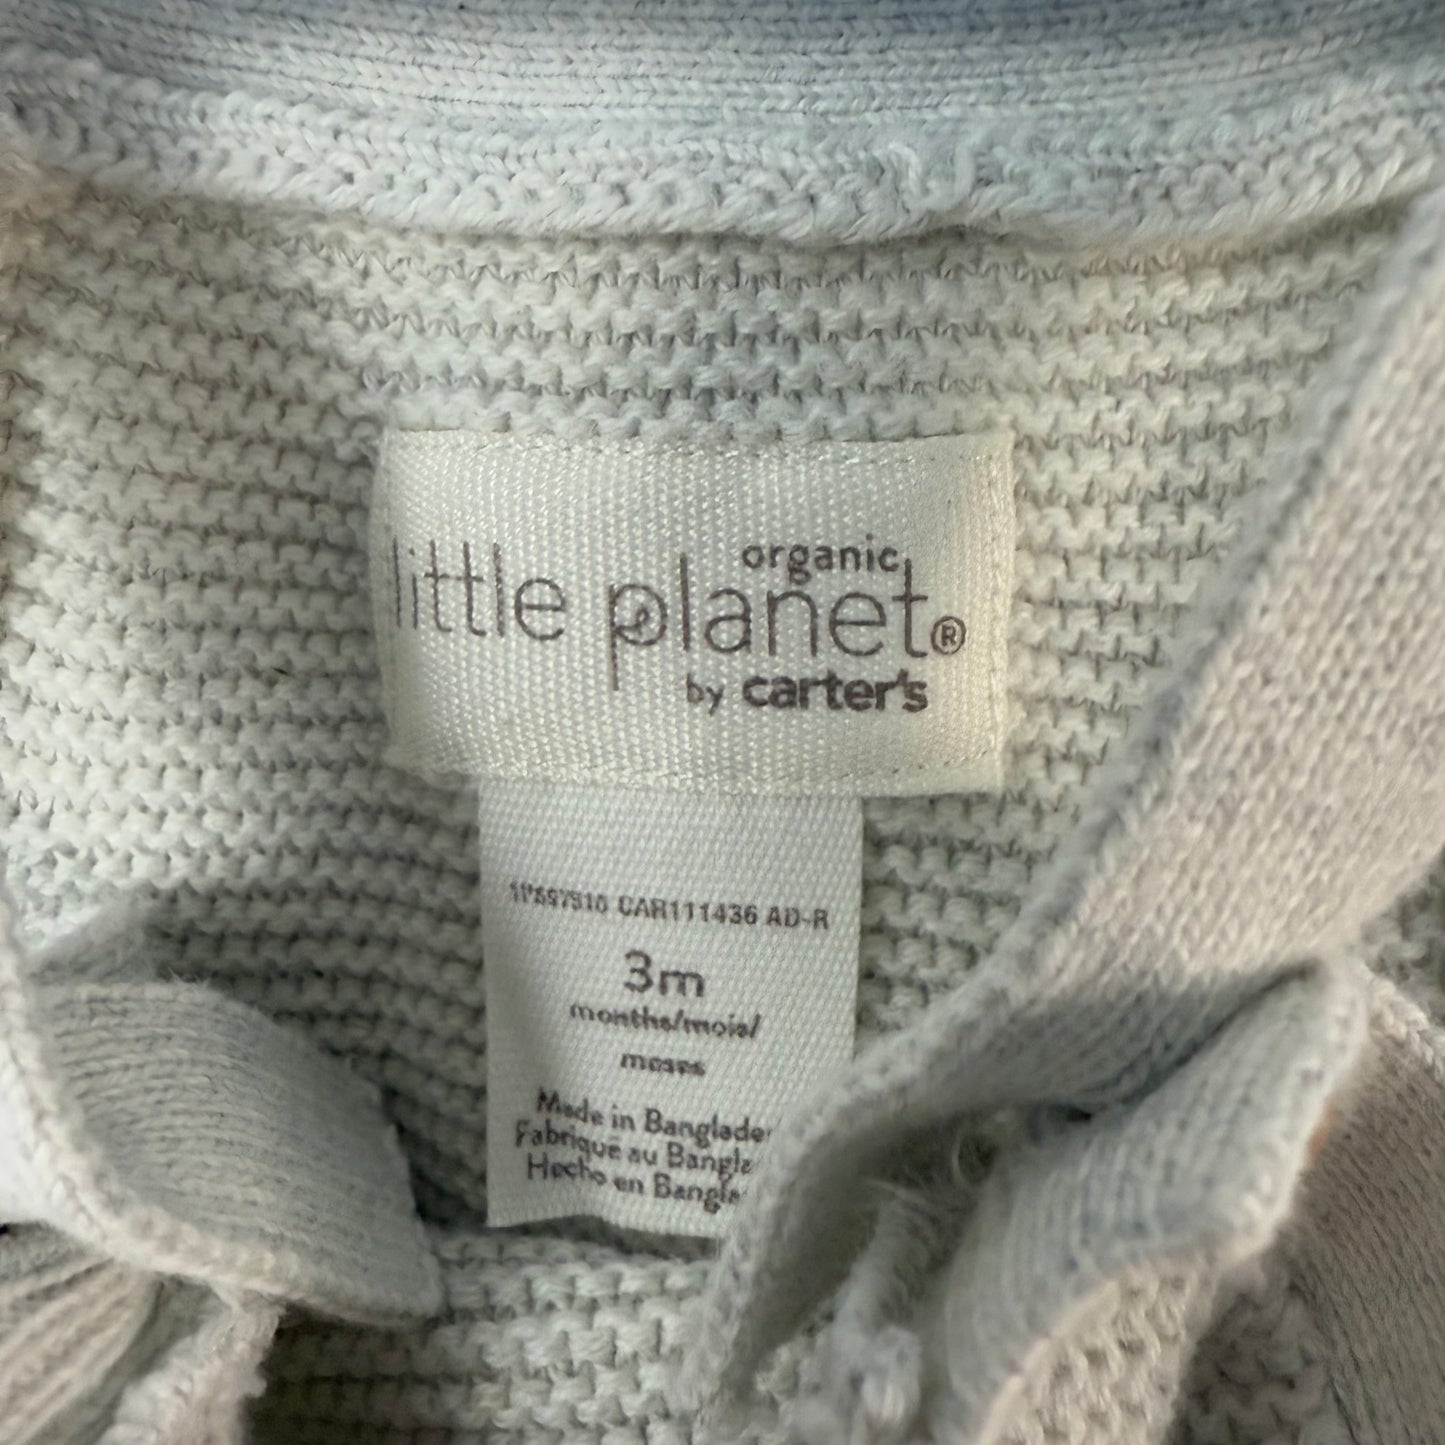 organic
little planet®
by carter's
CAR111436 AD-R
3m
months/mois/
meses
Made in Banglade
Fabriqué au Bangla
Hecho en Bangla